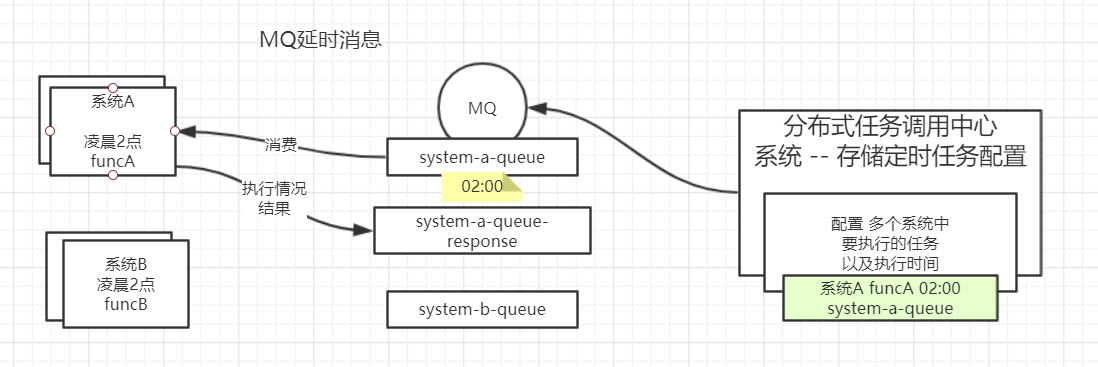 MQ延时消息
系统A
凌晨2点
funcA
消费
执行情况
结果
MQ
system-a-queue
02:00
system-a-queue-
response
系统B
凌晨2点
funcB
system-b-queue
分布式任务调用中心
系统 -- 存储定时任务配置
配置 多个系统中
要执行的任务
以及执行时间
系统A funcA 02:00
system-a-queue